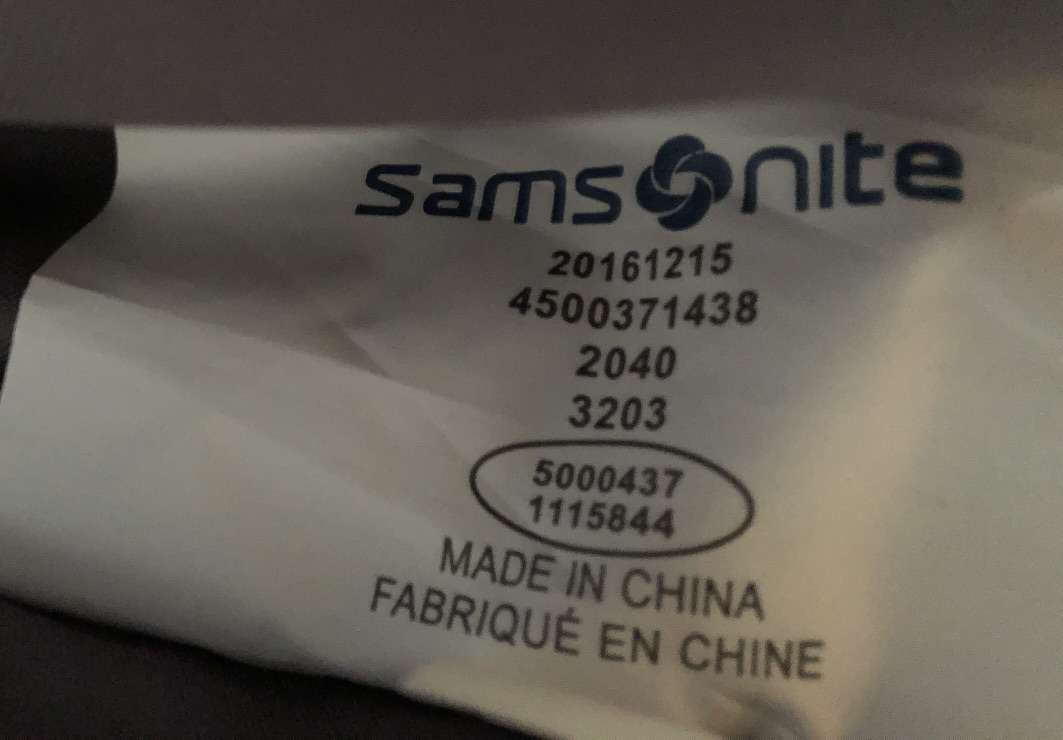 samsonite
20161215
4500371438
2040
3203
5000437
1115844
MADE IN CHINA
FABRIQUÉ EN CHINE